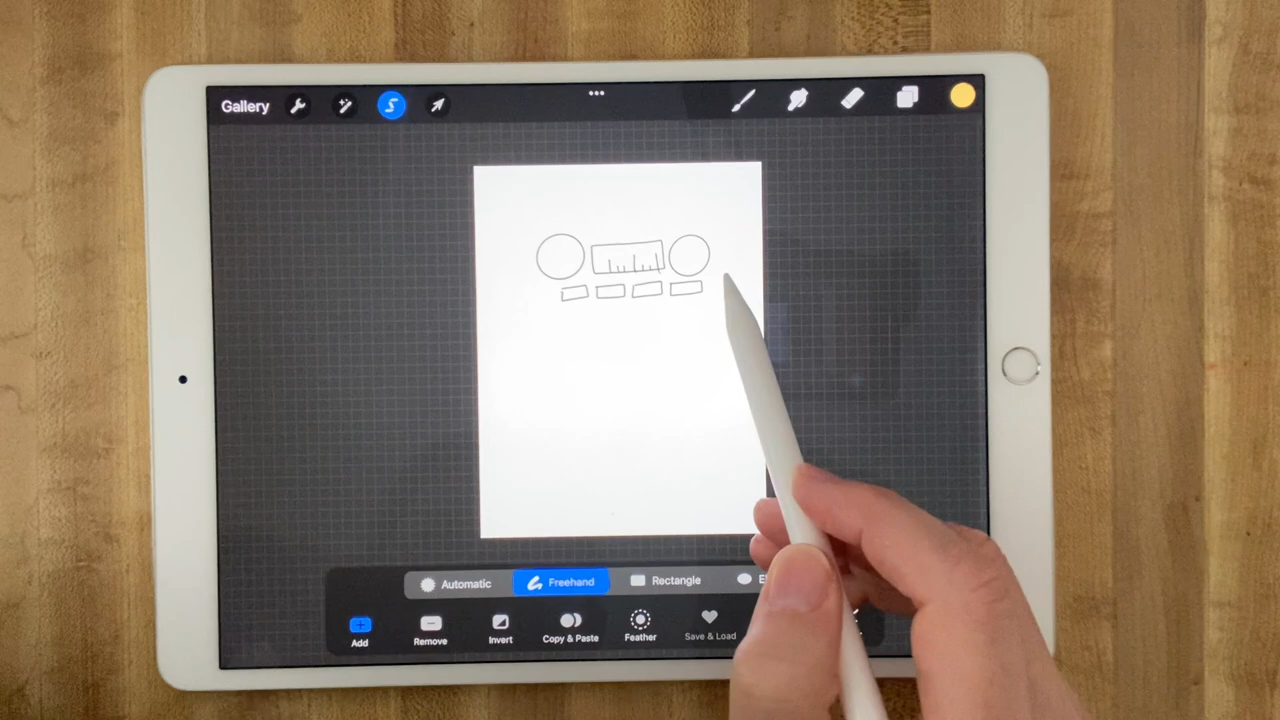 Gallery
Automatic Freehand Rectangle
Add Remove Invert Copy & Paste Feather Save & Load